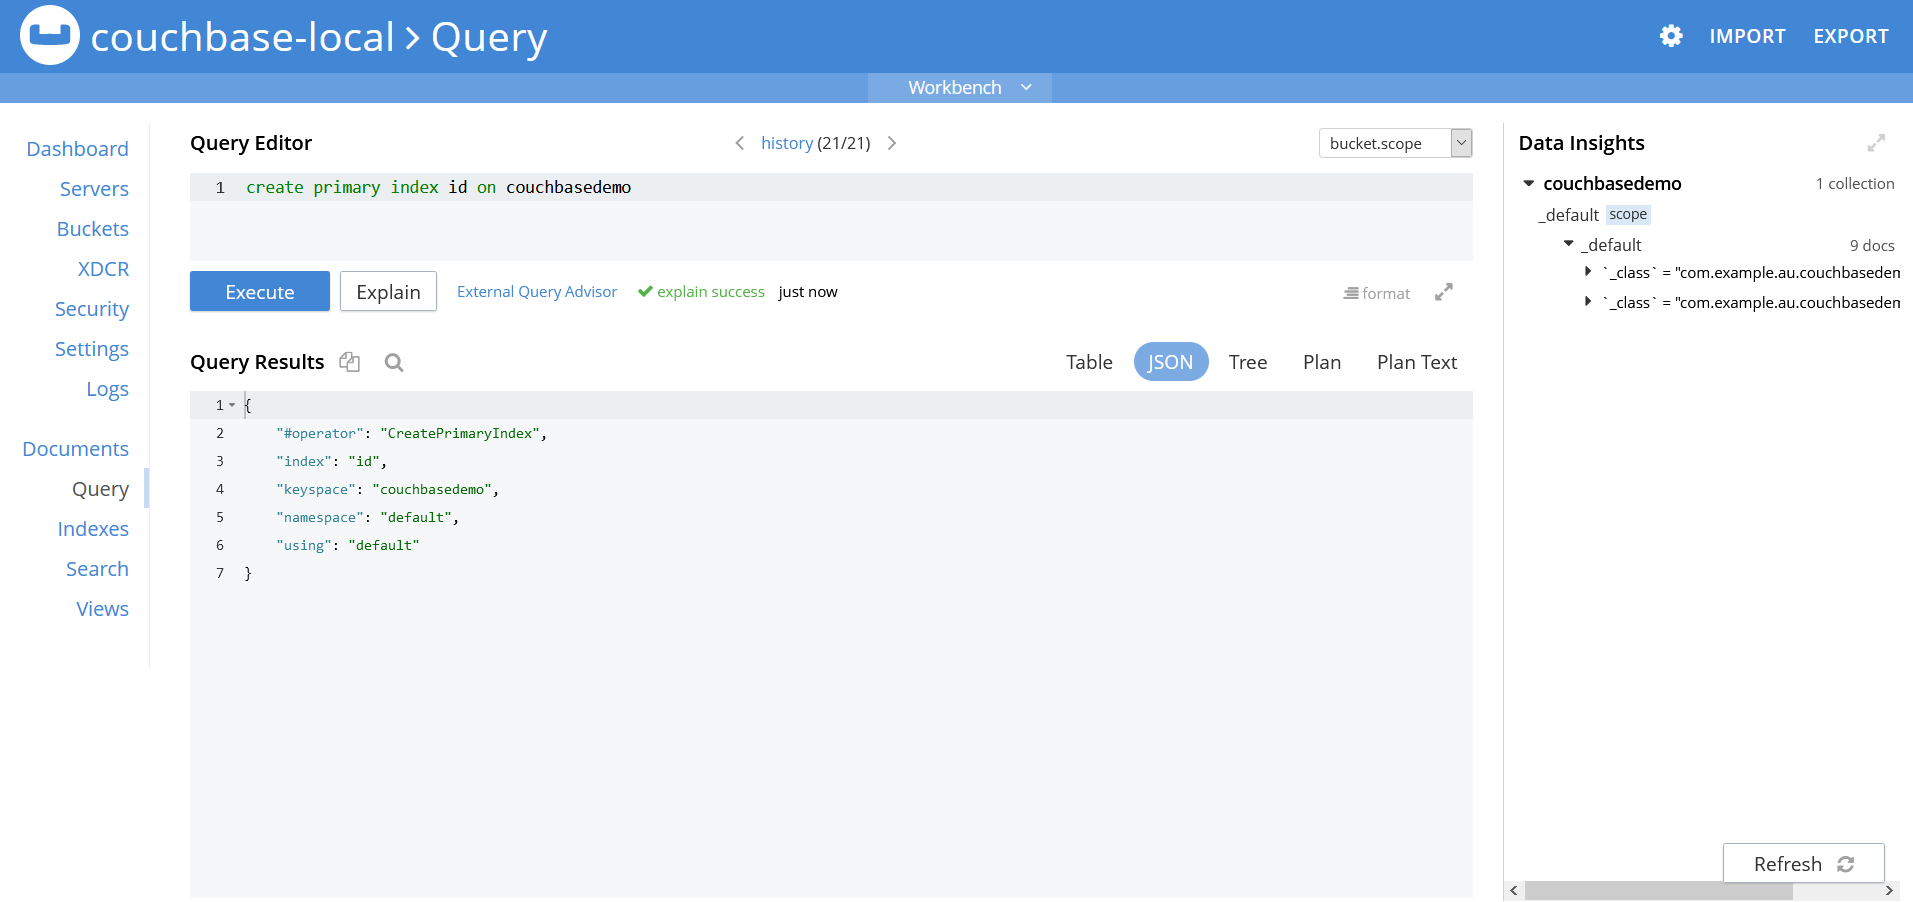 couchbase-local > Query
IMPORT EXPORT
Workbench
Dashboard
Servers
Buckets
XDCR
Security
Settings
Logs
Documents
Query
Indexes
Search
Views
Query Editor
history (21/21)
bucket.scope
1 create primary index id on couchbasedemo
Execute Explain External Query Advisor explain success just now
format
Query Results
Table JSON Tree Plan Plan Text
1 {
2 "#operator": "CreatePrimaryIndex",
3 "index": "id",
4 "keyspace": "couchbasedemo",
5 "namespace": "default",
6 "using": "default"
7 }
Data Insights
couchbasedemo 1 collection
_default scope
_default 9 docs
`_class` = "com.example.au.couchbasedem
`_class` = "com.example.au.couchbasedem
Refresh